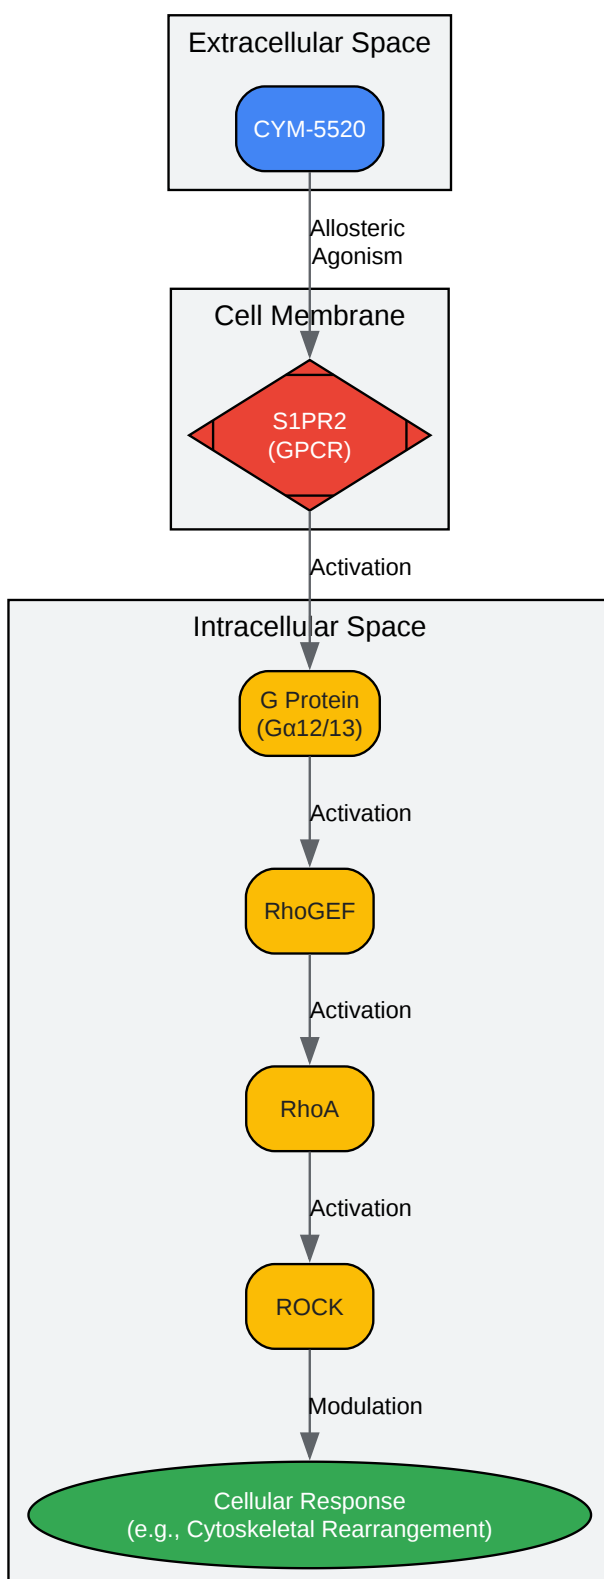 Extracellular Space
CYM-5520
Allosteric
Agonism
Cell Membrane
S1PR2
(GPCR)
Activation
Intracellular Space
G Protein
(Gα12/13)
Activation
RhoGEF
Activation
RhoA
Activation
ROCK
Modulation
Cellular Response
(e.g., Cytoskeletal Rearrangement)